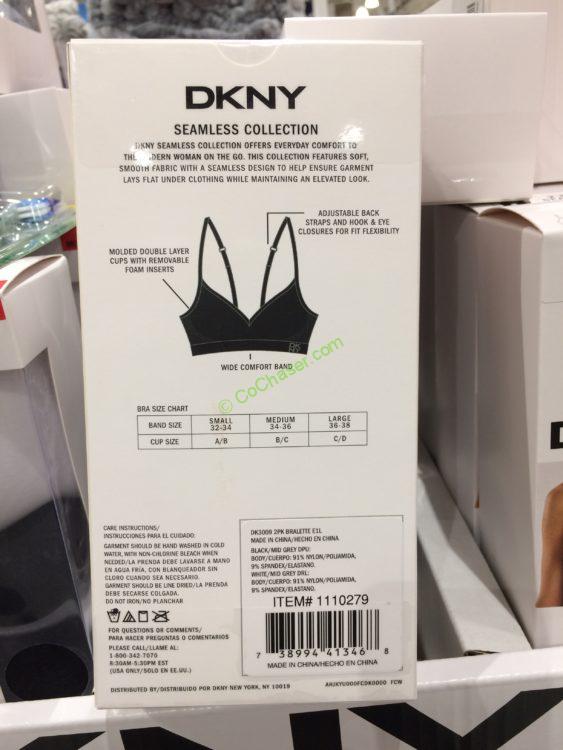 DKNY
SEAMLESS COLLECTION
DKNY SEAMLESS COLLECTION OFFERS EVERYDAY COMFORT TO
THE MODERN WOMAN ON THE GO. THIS COLLECTION FEATURES SOFT,
SMOOTH FABRIC WITH A SEAMLESS DESIGN TO HELP ENSURE GARMENT
LAYS FLAT UNDER CLOTHING WHILE MAINTAINING AN ELEVATED LOOK.
ADJUSTABLE BACK
STRAPS AND HOOK & EYE
CLOSURES FOR FIT FLEXIBILITY
MOLDED DOUBLE LAYER
CUPS WITH REMOVABLE
FOAM INSERTS
WIDE COMFORT BAND
© CoChaser.com
BRA SIZE CHART
BAND SIZE SMALL 32-34 MEDIUM 34-36 LARGE 36-38
CUP SIZE A/B B/C C/D
CARE INSTRUCTIONS/
INSTRUCCIONES PARA EL CUIDADO:
GARMENT SHOULD BE HAND WASHED IN COLD
WATER, WITH NON-CHLORINE BLEACH WHEN
NEEDED/LA PRENDA DEBE LAVARSE A MANO
EN AGUA FRÍA, CON BLANQUEADOR SIN
CLORO CUANDO SEA NECESARIO.
GARMENT SHOULD BE LINE DRIED/LA PRENDA
DEBE SECARSE COLGADA.
DO NOT IRON/NO PLANCHAR
FOR QUESTIONS OR COMMENTS/
PARA HACER PREGUNTAS O COMENTARIOS
PLEASE CALL/LLAME AL:
1-800-342-7070
8:30AM-5:30PM EST
(USA ONLY/SOLO EN EE.UU.)
DK3009 2PK BRALETTE E1L
MADE IN CHINA/HECHO EN CHINA
BLACK/MID GREY DPU:
BODY/CUERPO: 91% NYLON/POLIAMIDA,
9% SPANDEX/ELASTANO.
WHITE/MID GREY DRL:
BODY/CUERPO: 91% NYLON/POLIAMIDA,
9% SPANDEX/ELASTANO.
ITEM# 1110279
7 38994 41346 8
MADE IN CHINA/HECHO EN CHINA
DISTRIBUTED BY/DISTRIBUIDO POR DKNY NEW YORK, NY 10019
AHJKYU000FCDK0000 FCW